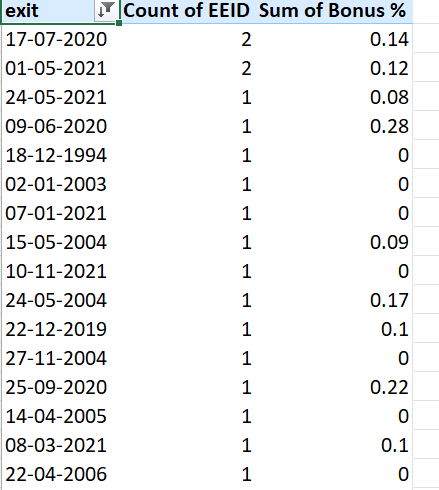 exit Count of EEID Sum of Bonus %
17-07-2020 2 0.14
01-05-2021 2 0.12
24-05-2021 1 0.08
09-06-2020 1 0.28
18-12-1994 1 0
02-01-2003 1 0
07-01-2021 1 0
15-05-2004 1 0.09
10-11-2021 1 0
24-05-2004 1 0.17
22-12-2019 1 0.1
27-11-2004 1 0
25-09-2020 1 0.22
14-04-2005 1 0
08-03-2021 1 0.1
22-04-2006 1 0